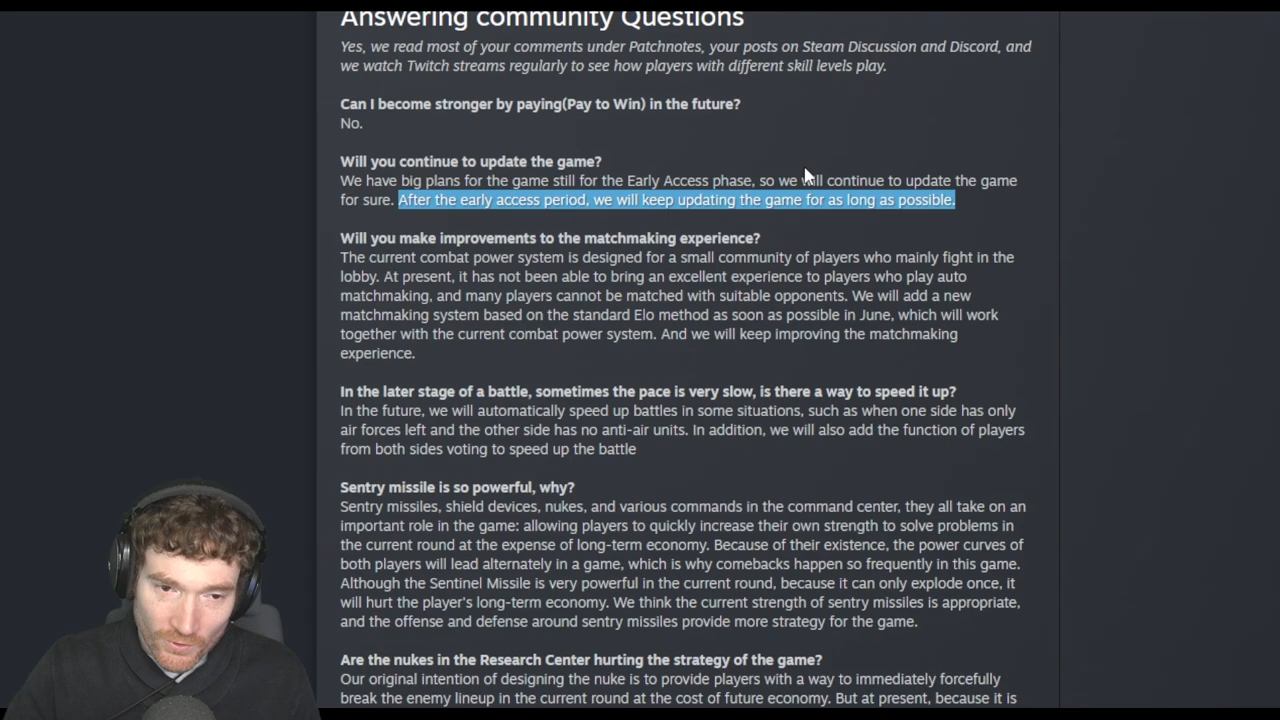 Answering community Questions
Yes, we read most of your comments under Patchnotes, your posts on Steam Discussion and Discord, and
we watch Twitch streams regularly to see how players with different skill levels play.
Can I become stronger by paying(Pay to Win) in the future?
No.
Will you continue to update the game?
We have big plans for the game still for the Early Access phase, so we will continue to update the game
for sure. After the early access period, we will keep updating the game for as long as possible.
Will you make improvements to the matchmaking experience?
The current combat power system is designed for a small community of players who mainly fight in the
lobby. At present, it has not been able to bring an excellent experience to players who play auto
matchmaking, and many players cannot be matched with suitable opponents. We will add a new
matchmaking system based on the standard Elo method as soon as possible in June, which will work
together with the current combat power system. And we will keep improving the matchmaking
experience.
In the later stage of a battle, sometimes the pace is very slow, is there a way to speed it up?
In the future, we will automatically speed up battles in some situations, such as when one side has only
air forces left and the other side has no anti-air units. In addition, we will also add the function of players
from both sides voting to speed up the battle
Sentry missile is so powerful, why?
Sentry missiles, shield devices, nukes, and various commands in the command center, they all take on an
important role in the game: allowing players to quickly increase their own strength to solve problems in
the current round at the expense of long-term economy. Because of their existence, the power curves of
both players will lead alternately in a game, which is why comebacks happen so frequently in this game.
Although the Sentinel Missile is very powerful in the current round, because it can only explode once, it
will hurt the player's long-term economy. We think the current strength of sentry missiles is appropriate,
and the offense and defense around sentry missiles provide more strategy for the game.
Are the nukes in the Research Center hurting the strategy of the game?
Our original intention of designing the nuke is to provide players with a way to immediately forcefully
break the enemy lineup in the current round at the cost of future economy. But at present, because it is